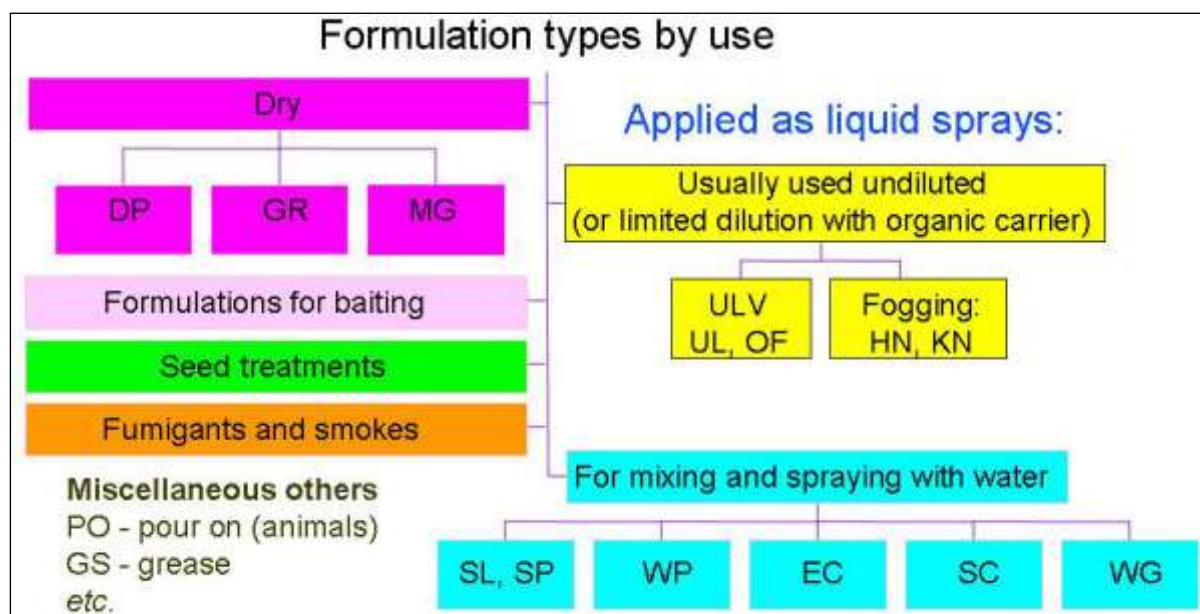 Formulation types by use
Dry
DP
GR
MG
Formulations for baiting
Seed treatments
Fumigants and smokes
Miscellaneous others
PO - pour on (animals)
GS - grease
etc.
Applied as liquid sprays:
Usually used undiluted
(or limited dilution with organic carrier)
ULV
UL, OF
Fogging:
HN, KN
For mixing and spraying with water
SL, SP
WP
EC
SC
WG